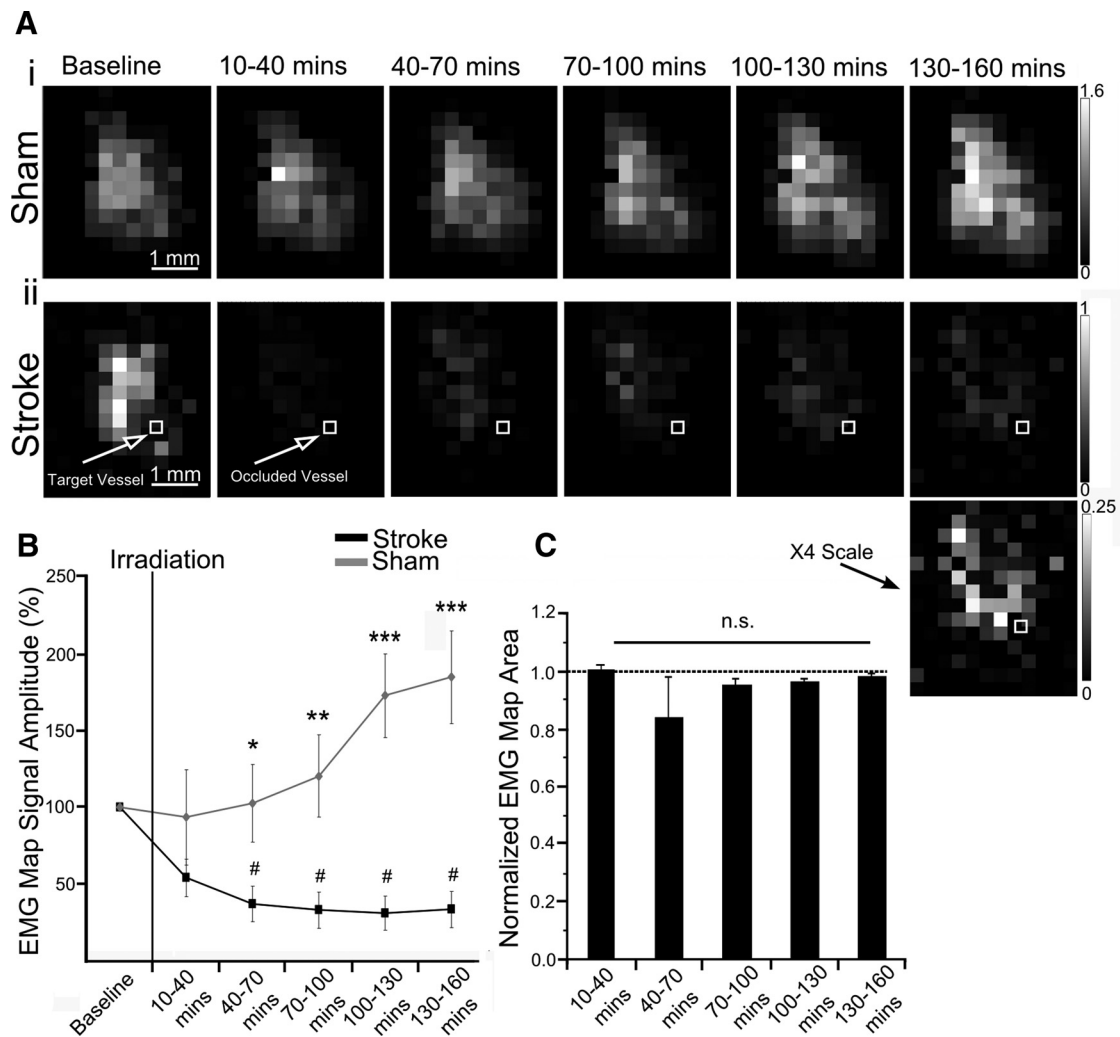 A
i
Baseline
10-40 mins
40-70 mins
70-100 mins
100-130 mins
130-160 mins
Sham
1 mm
1.6
0
ii
Stroke
Target Vessel
1 mm
Occluded Vessel
1
0
X4 Scale
0.25
0
B
Irradiation
Stroke
Sham
EMG Map Signal Amplitude (%)
250
200
150
100
50
*
**
***
***
#
#
#
#
Baseline
10-40 mins
40-70 mins
70-100 mins
100-130 mins
130-160 mins
C
Normalized EMG Map Area
1.2
1.0
0.8
0.6
0.4
0.2
0.0
n.s.
10-40 mins
40-70 mins
70-100 mins
100-130 mins
130-160 mins